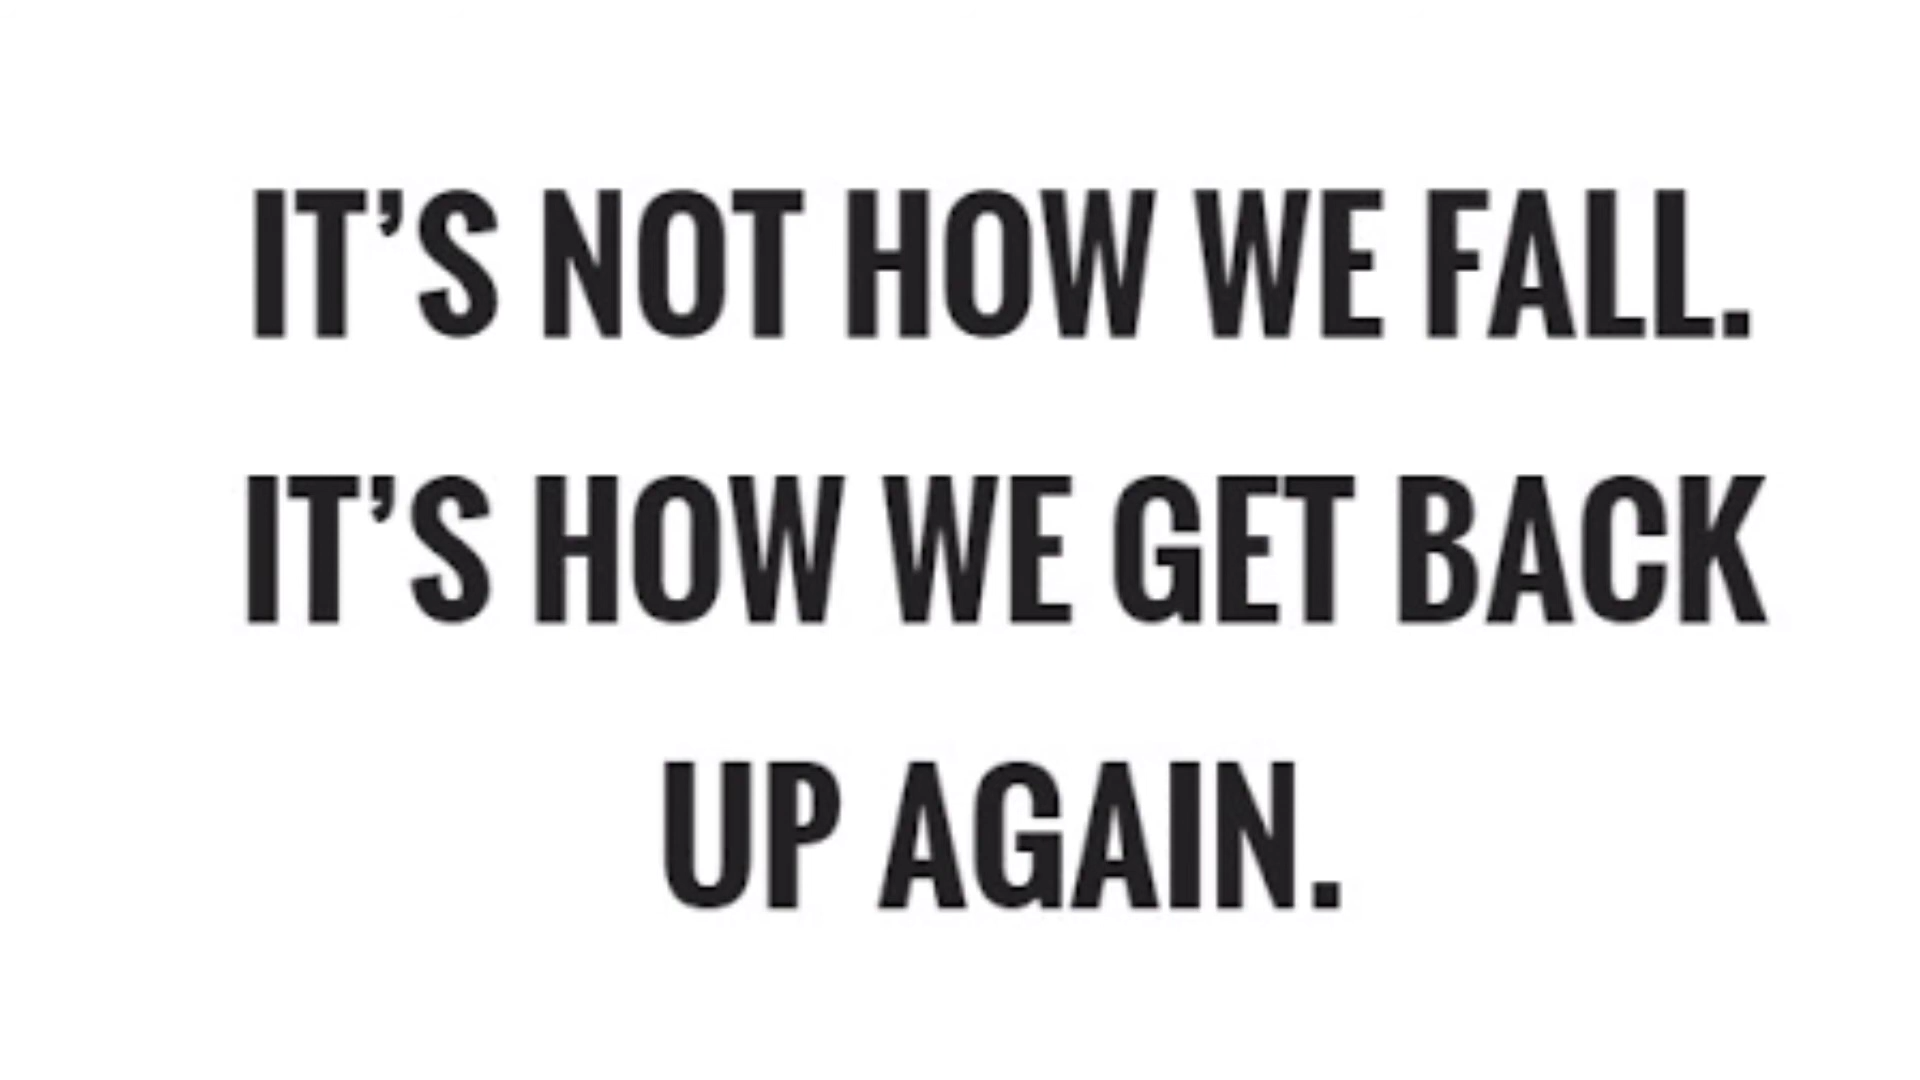 IT’S NOT HOW WE FALL.
IT’S HOW WE GET BACK
UP AGAIN.